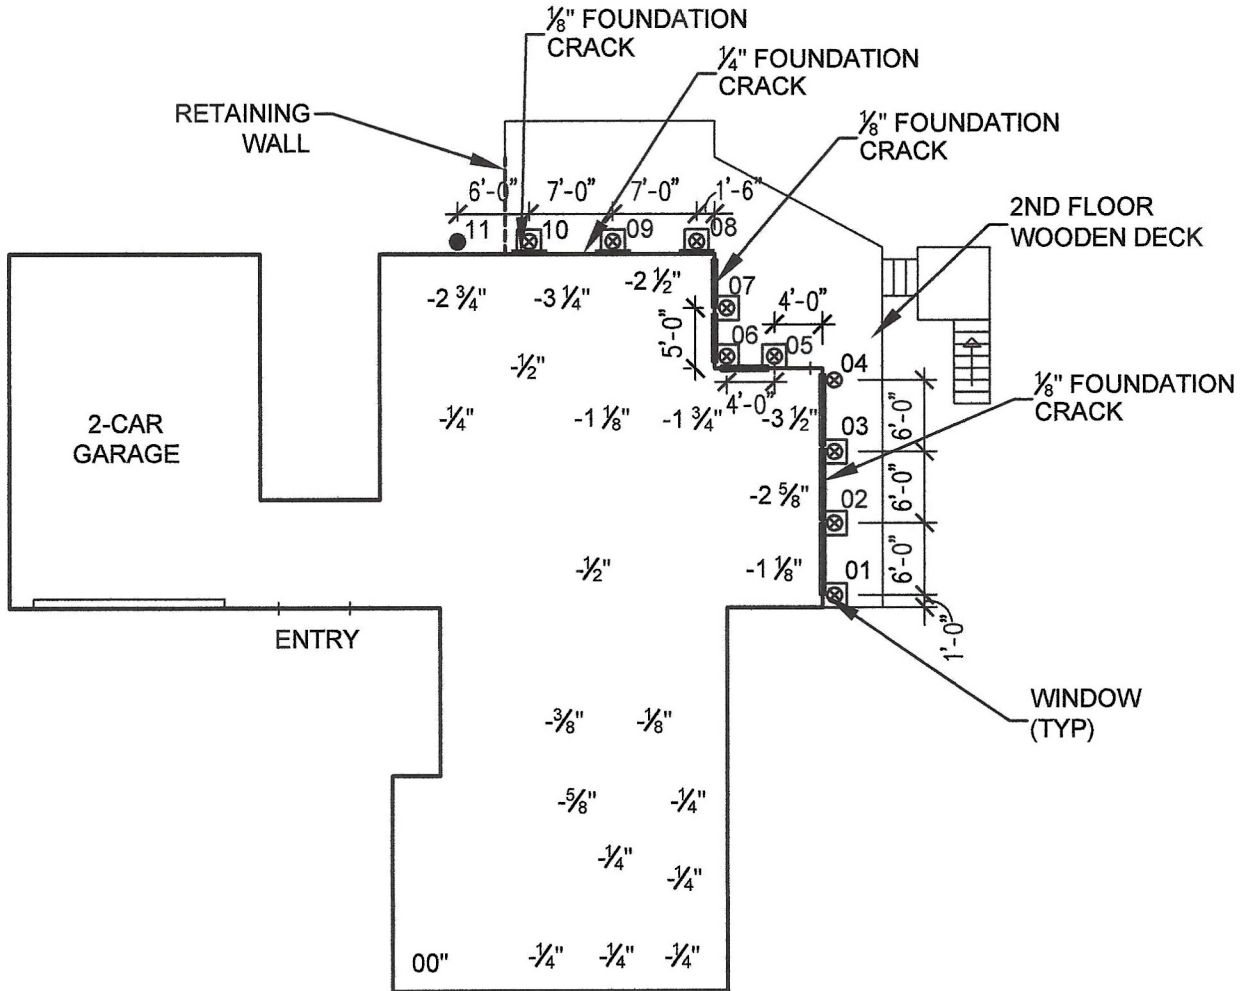 ⅛" FOUNDATION
CRACK
¼" FOUNDATION
CRACK
RETAINING
WALL
⅛" FOUNDATION
CRACK
6'-0"
7'-0"
7'-0"
1'-6"
2ND FLOOR
WOODEN DECK
11
10
09
08
-2 ¾"
-3 ¼"
-2 ½"
07
4'-0"
5'-0"
06
05
-½"
04
4'-0"
⅛" FOUNDATION
CRACK
2-CAR
GARAGE
-¼"
-1 ⅛"
-1 ¾"
-3 ½"
03
6'-0"
-2 ⅝"
02
6'-0"
-½"
-1 ⅛"
01
6'-0"
1'-0"
ENTRY
WINDOW
(TYP)
-⅜"
-⅛"
-⅝"
-¼"
-¼"
-¼"
00"
-¼"
-¼"
-¼"